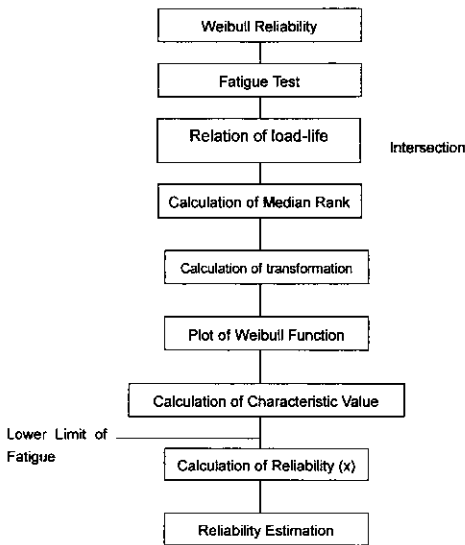 Weibull Reliability
Fatigue Test
Relation of load-life
Intersection
Calculation of Median Rank
Calculation of transformation
Plot of Weibull Function
Calculation of Characteristic Value
Lower Limit of
Fatigue
Calculation of Reliability (x)
Reliability Estimation